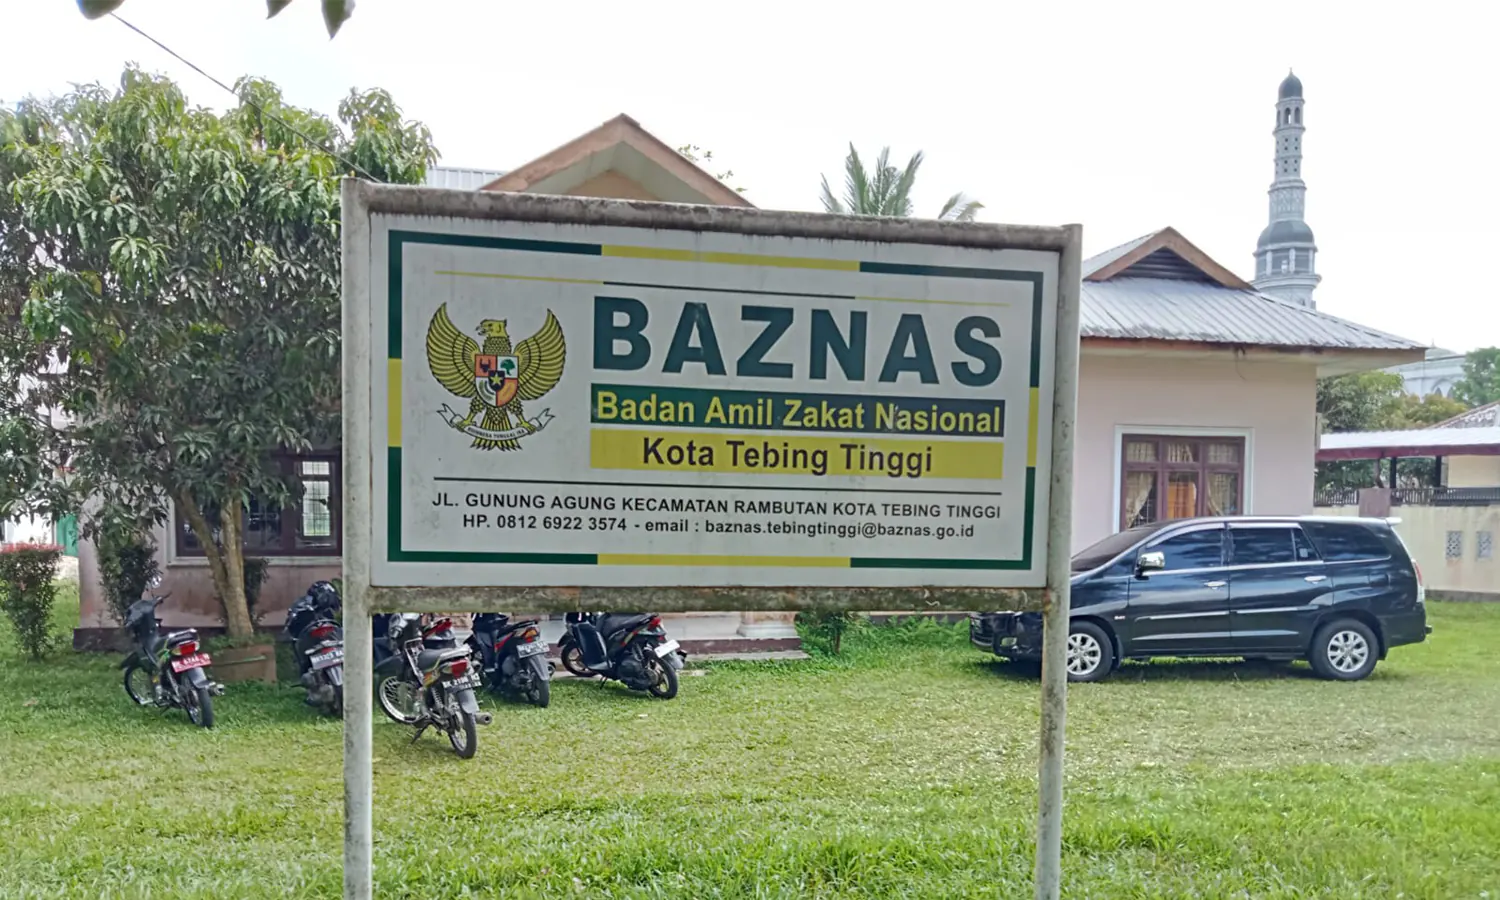 BAZNAS
Badan Amil Zakat Nasional
Kota Tebing Tinggi
JL. GUNUNG AGUNG KECAMATAN RAMBUTAN KOTA TEBING TINGGI
HP. 0812 6922 3574 - email : baznas.tebingtinggi@baznas.go.id